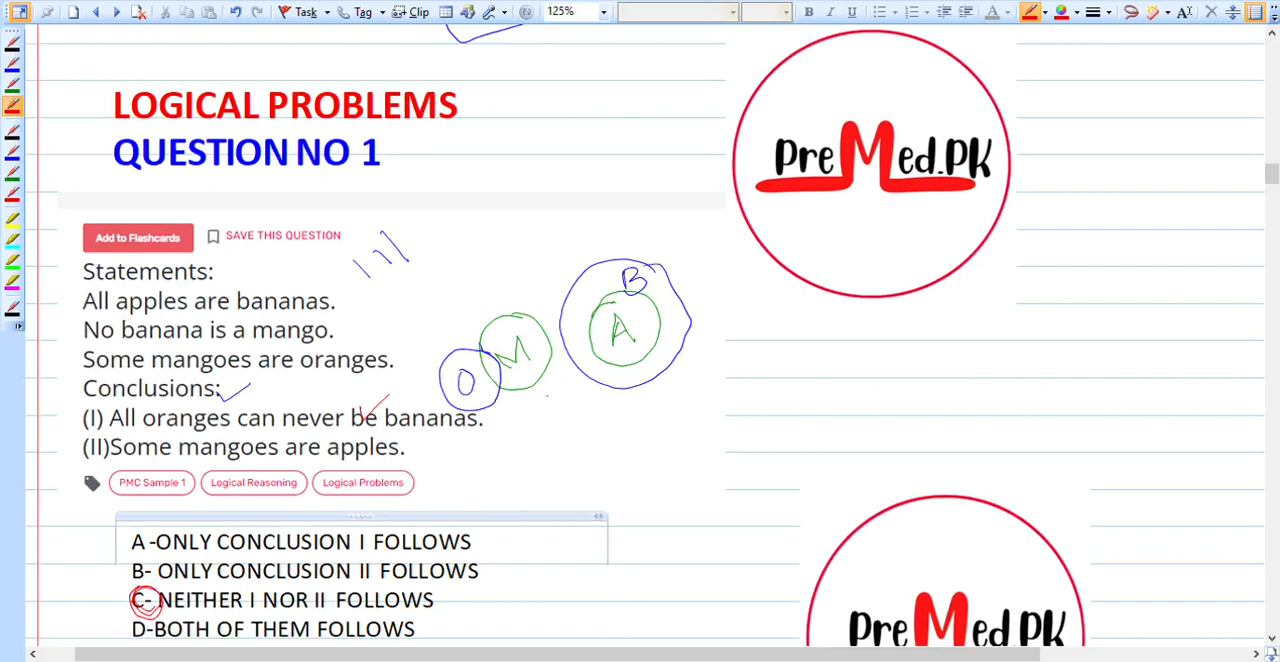 Task
Tag
Clip
125%
B I U
LOGICAL PROBLEMS
QUESTION NO 1
PreMed.PK
Add to Flashcards
SAVE THIS QUESTION
Statements:
All apples are bananas.
No banana is a mango.
Some mangoes are oranges.
Conclusions:
(I) All oranges can never be bananas.
(II)Some mangoes are apples.
B
A
M
O
PMC Sample 1
Logical Reasoning
Logical Problems
A -ONLY CONCLUSION I FOLLOWS
B- ONLY CONCLUSION II FOLLOWS
C- NEITHER I NOR II FOLLOWS
D-BOTH OF THEM FOLLOWS
PreMed.PK